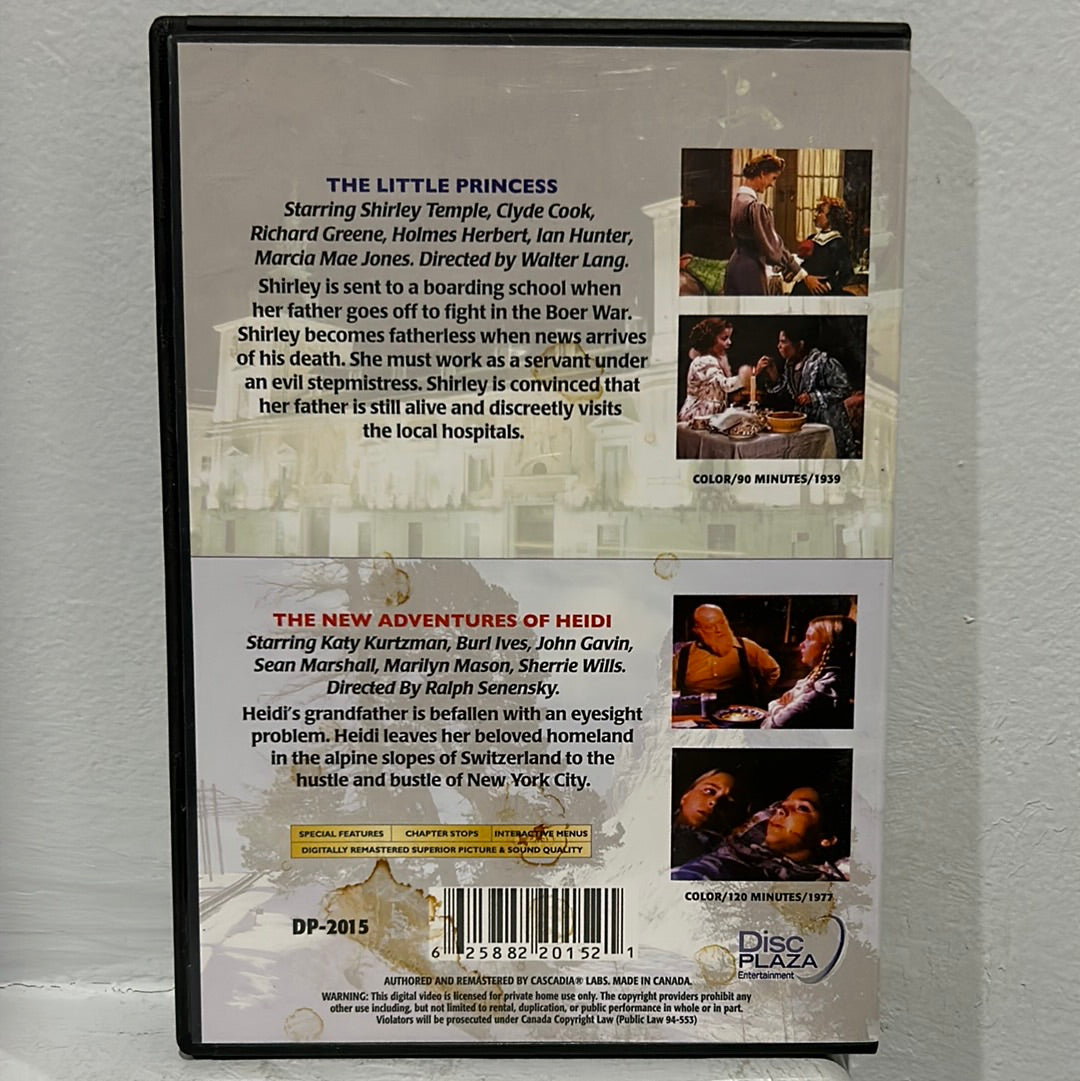 THE LITTLE PRINCESS
Starring Shirley Temple, Clyde Cook,
Richard Greene, Holmes Herbert, Ian Hunter,
Marcia Mae Jones. Directed by Walter Lang.
Shirley is sent to a boarding school when
her father goes off to fight in the Boer War.
Shirley becomes fatherless when news arrives
of his death. She must work as a servant under
an evil stepmistress. Shirley is convinced that
her father is still alive and discreetly visits
the local hospitals.
COLOR/90 MINUTES/1939
THE NEW ADVENTURES OF HEIDI
Starring Katy Kurtzman, Burl Ives, John Gavin,
Sean Marshall, Marilyn Mason, Sherrie Wills.
Directed By Ralph Senensky.
Heidi's grandfather is befallen with an eyesight
problem. Heidi leaves her beloved homeland
in the alpine slopes of Switzerland to the
hustle and bustle of New York City.
SPECIAL FEATURES CHAPTER STOPS INTERACTIVE MENUS
DIGITALLY REMASTERED SUPERIOR PICTURE & SOUND QUALITY
COLOR/120 MINUTES/1977
DP-2015
6 25882 20152 1
Disc
PLAZA
Entertainment
AUTHORED AND REMASTERED BY CASCADIA® LABS. MADE IN CANADA.
WARNING: This digital video is licensed for private home use only. The copyright providers prohibit any
other use including, but not limited to rental, duplication, or public performance in whole or in part.
Violators will be prosecuted under Canada Copyright Law (Public Law 94-553)